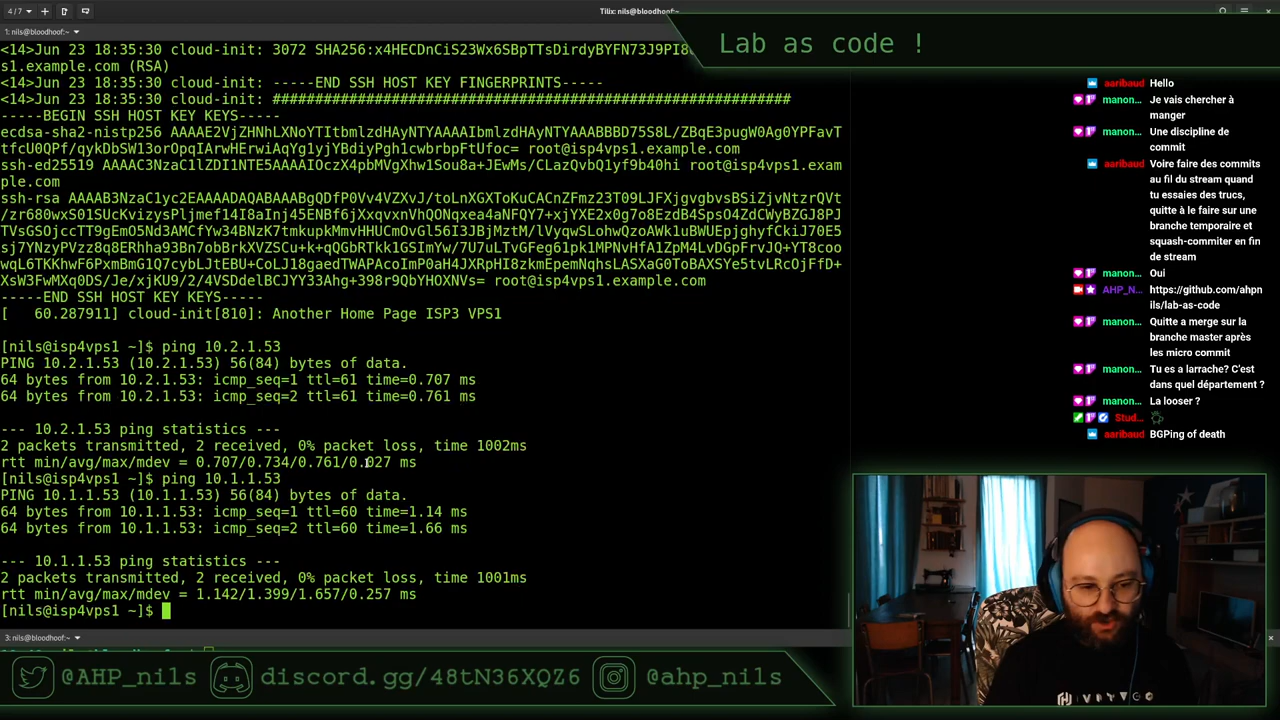 4/7
Tilix: nils@bloodhoof:~
1: nils@bloodhoof:~
Lab as code !
<14>Jun 23 18:35:30 cloud-init: 3072 SHA256:x4HECDnCiS23Wx6SBpTTsDirdyBYFN73J9PI8
s1.example.com (RSA)
<14>Jun 23 18:35:30 cloud-init: -----END SSH HOST KEY FINGERPRINTS-----
<14>Jun 23 18:35:30 cloud-init: #############################################################
-----BEGIN SSH HOST KEY KEYS-----
ecdsa-sha2-nistp256 AAAAE2VjZHNhLXNoYTItbmlzdHAyNTYAAAAIbmlzdHAyNTYAAABBBD75S8L/ZBqE3pugW0Ag0YPFavT
tfcU0QPf/qykDbSW13orOpqIArwHErwiAqYg1yjYBdiyPgh1cwbrbpFtUfoc= root@isp4vps1.example.com
ssh-ed25519 AAAAC3NzaC1lZDI1NTE5AAAAIOczX4pbMVgXhw1Sou8a+JEwMs/CLazQvbQ1yf9b40hi root@isp4vps1.exam
ple.com
ssh-rsa AAAAB3NzaC1yc2EAAAADAQABAAABgQDfP0Vv4VZXvJ/toLnXGXToKuCACnZFmz23T09LJFXjgvgbvsBSiZjvNtzrQVt
/zr680wxS01SUcKvizysPljmef14I8aInj45ENBf6jXxqvxnVhQONqxea4aNFQY7+xjYXE2x0g7o8EzdB4SpsO4ZdCWyBZGJ8PJ
TVsGSOjccTT9gEmO5Nd3AMCfYw34BNzK7tmkupkMmvHHUCmOvGl56I3JBjMztM/lVyqwSLohwQzoAWk1uBWUEpjghyfCkiJ70E5
sj7YNzyPVzz8q8ERhha93Bn7obBrkXVZSCu+k+qQGbRTkk1GSImYw/7U7uLTvGFeg61pk1MPNvHfA1ZpM4LvDGpFrvJQ+YT8coo
wqL6TKKhwF6PxmBmG1Q7cybLJtEBU+CoLJ18gaedTWAPAcoImP0aH4JXRpHI8zkmEpemNqhsLASXaG0ToBAXSYe5tvLRcOjFfD+
XsW3FwMXq0DS/Je/xjKU9/2/4VSDdelBCJYY33Ahg+398r9QbYHOXNVs= root@isp4vps1.example.com
-----END SSH HOST KEY KEYS-----
[   60.287911] cloud-init[810]: Another Home Page ISP3 VPS1
[nils@isp4vps1 ~]$ ping 10.2.1.53
PING 10.2.1.53 (10.2.1.53) 56(84) bytes of data.
64 bytes from 10.2.1.53: icmp_seq=1 ttl=61 time=0.707 ms
64 bytes from 10.2.1.53: icmp_seq=2 ttl=61 time=0.761 ms
--- 10.2.1.53 ping statistics ---
2 packets transmitted, 2 received, 0% packet loss, time 1002ms
rtt min/avg/max/mdev = 0.707/0.734/0.761/0.027 ms
[nils@isp4vps1 ~]$ ping 10.1.1.53
PING 10.1.1.53 (10.1.1.53) 56(84) bytes of data.
64 bytes from 10.1.1.53: icmp_seq=1 ttl=60 time=1.14 ms
64 bytes from 10.1.1.53: icmp_seq=2 ttl=60 time=1.66 ms
--- 10.1.1.53 ping statistics ---
2 packets transmitted, 2 received, 0% packet loss, time 1001ms
rtt min/avg/max/mdev = 1.142/1.399/1.657/0.257 ms
[nils@isp4vps1 ~]$
3: nils@bloodhoof:~
aaribaud Hello
manon... Je vais chercher à
manger
manon... Une discipline de
commit
aaribaud Voire faire des commits
au fil du stream quand
tu essaies des trucs,
quitte à le faire sur une
branche temporaire et
squash-commiter en fin
de stream
manon... Oui
AHP_N... https://github.com/ahpn
ils/lab-as-code
manon... Quitte a merge sur la
branche master après
les micro commit
manon... Tu es a larrache? C'est
dans quel département ?
manon... La looser ?
Stud...
aaribaud BGPing of death
@AHP_nils
discord.gg/48tN36XQZ6
@ahp_nils